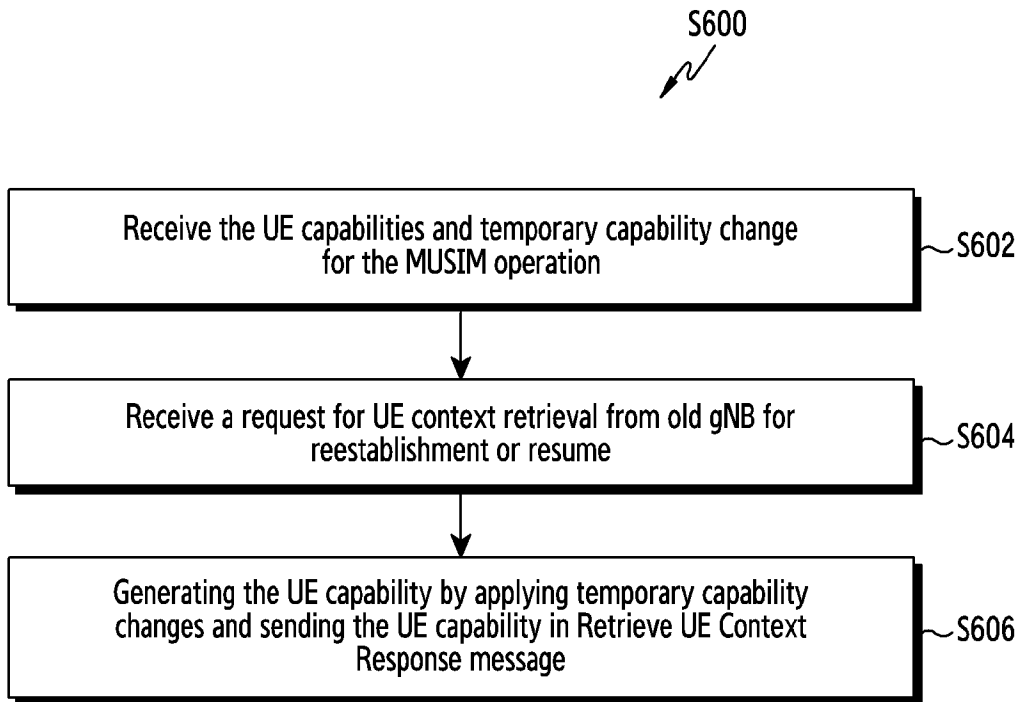 S600
Receive the UE capabilities and temporary capability change
for the MUSIM operation
S602
Receive a request for UE context retrieval from old gNB for
reestablishment or resume
S604
Generating the UE capability by applying temporary capability
changes and sending the UE capability in Retrieve UE Context
Response message
S606